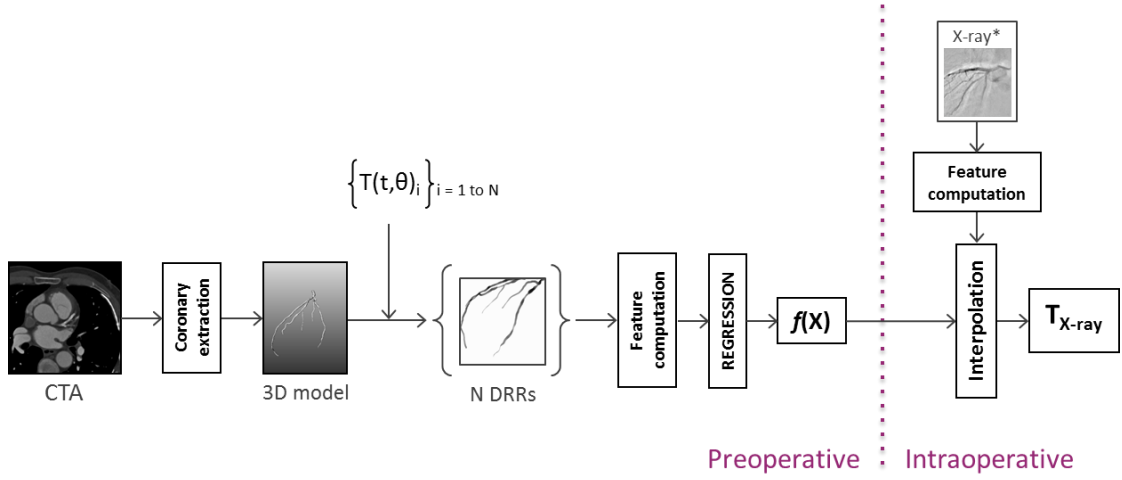 X-ray*
Feature
computation
{T(t,θ)i}i = 1 to N
Coronary
extraction
Feature
computation
REGRESSION
f(X)
Interpolation
TX-ray
CTA
3D model
N DRRs
Preoperative
Intraoperative